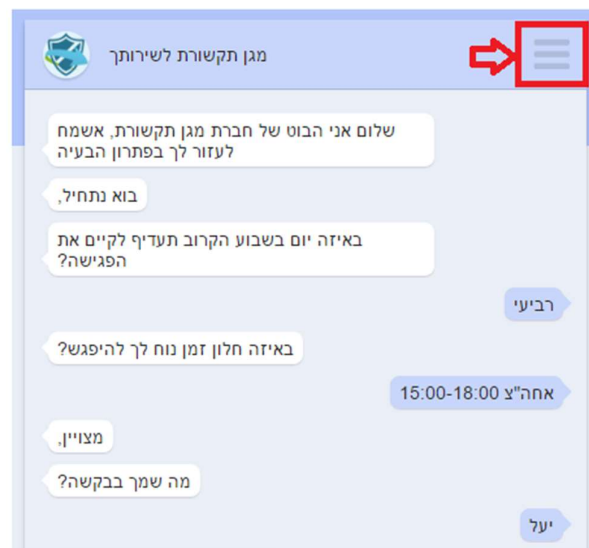 מגן תקשורת לשירותך
שלום אני הבוט של חברת מגן תקשורת, אשמח
לעזור לך בפתרון הבעיה
בוא נתחיל,
באיזה יום בשבוע הקרוב תעדיף לקיים את
הפגישה?
רביעי
באיזה חלון זמן נוח לך להיפגש?
אחה"צ 15:00-18:00
מצויין,
מה שמך בבקשה?
יעל